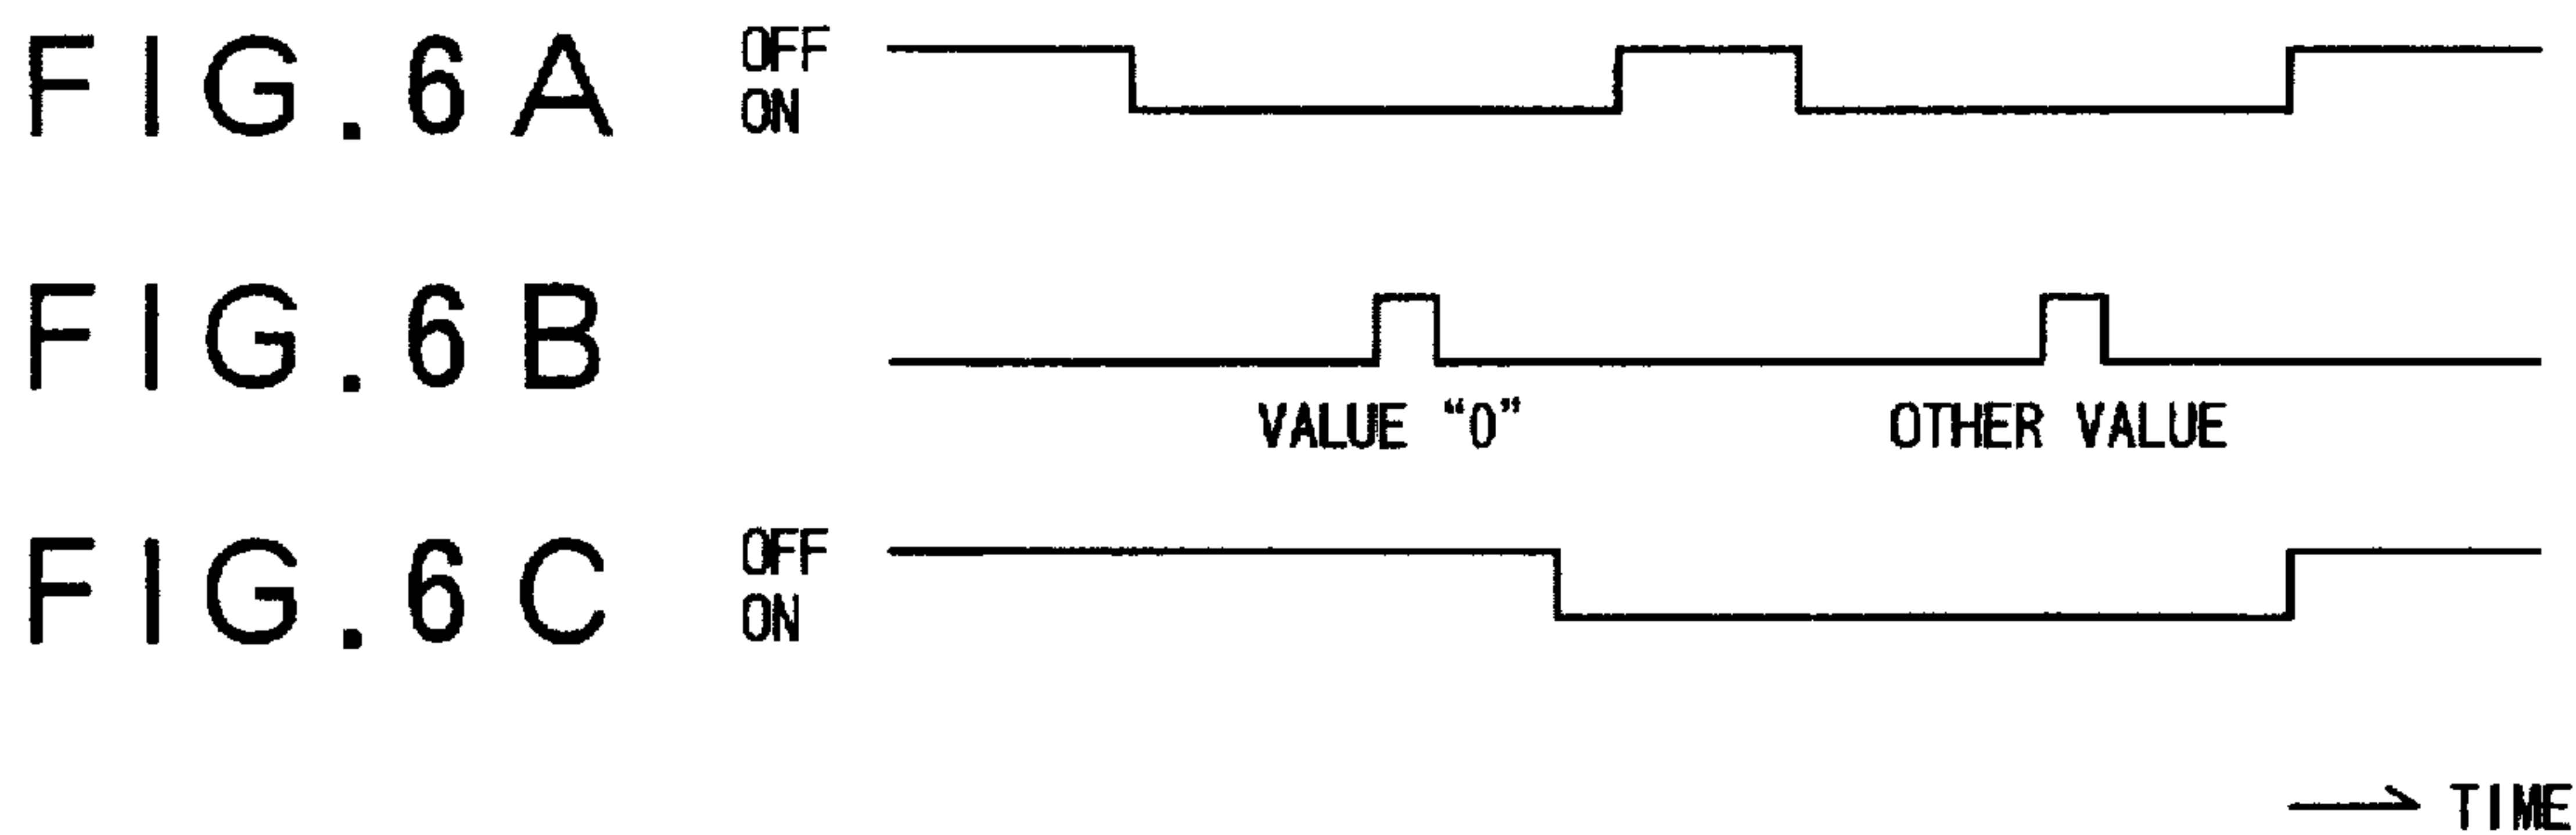 FIG.6A OFF
ON
FIG.6B
VALUE “0” OTHER VALUE
FIG.6C OFF
ON
TIME